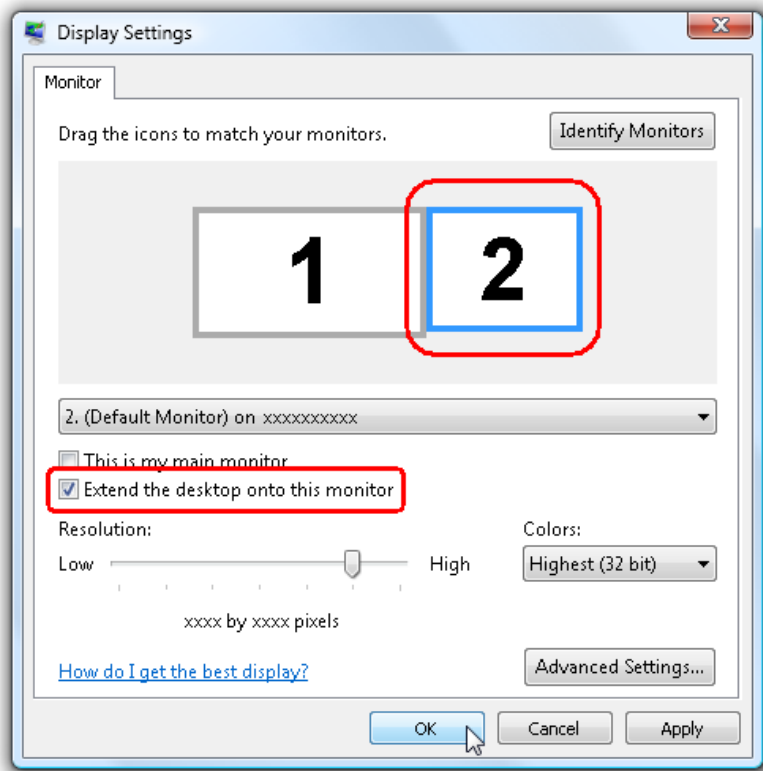 Display Settings
Monitor
Drag the icons to match your monitors.
Identify Monitors
1
2
2. (Default Monitor) on xxxxxxxxxx
This is my main monitor
Extend the desktop onto this monitor
Resolution:
Colors:
Low
High
Highest (32 bit)
xxxx by xxxx pixels
How do I get the best display?
Advanced Settings...
OK
Cancel
Apply